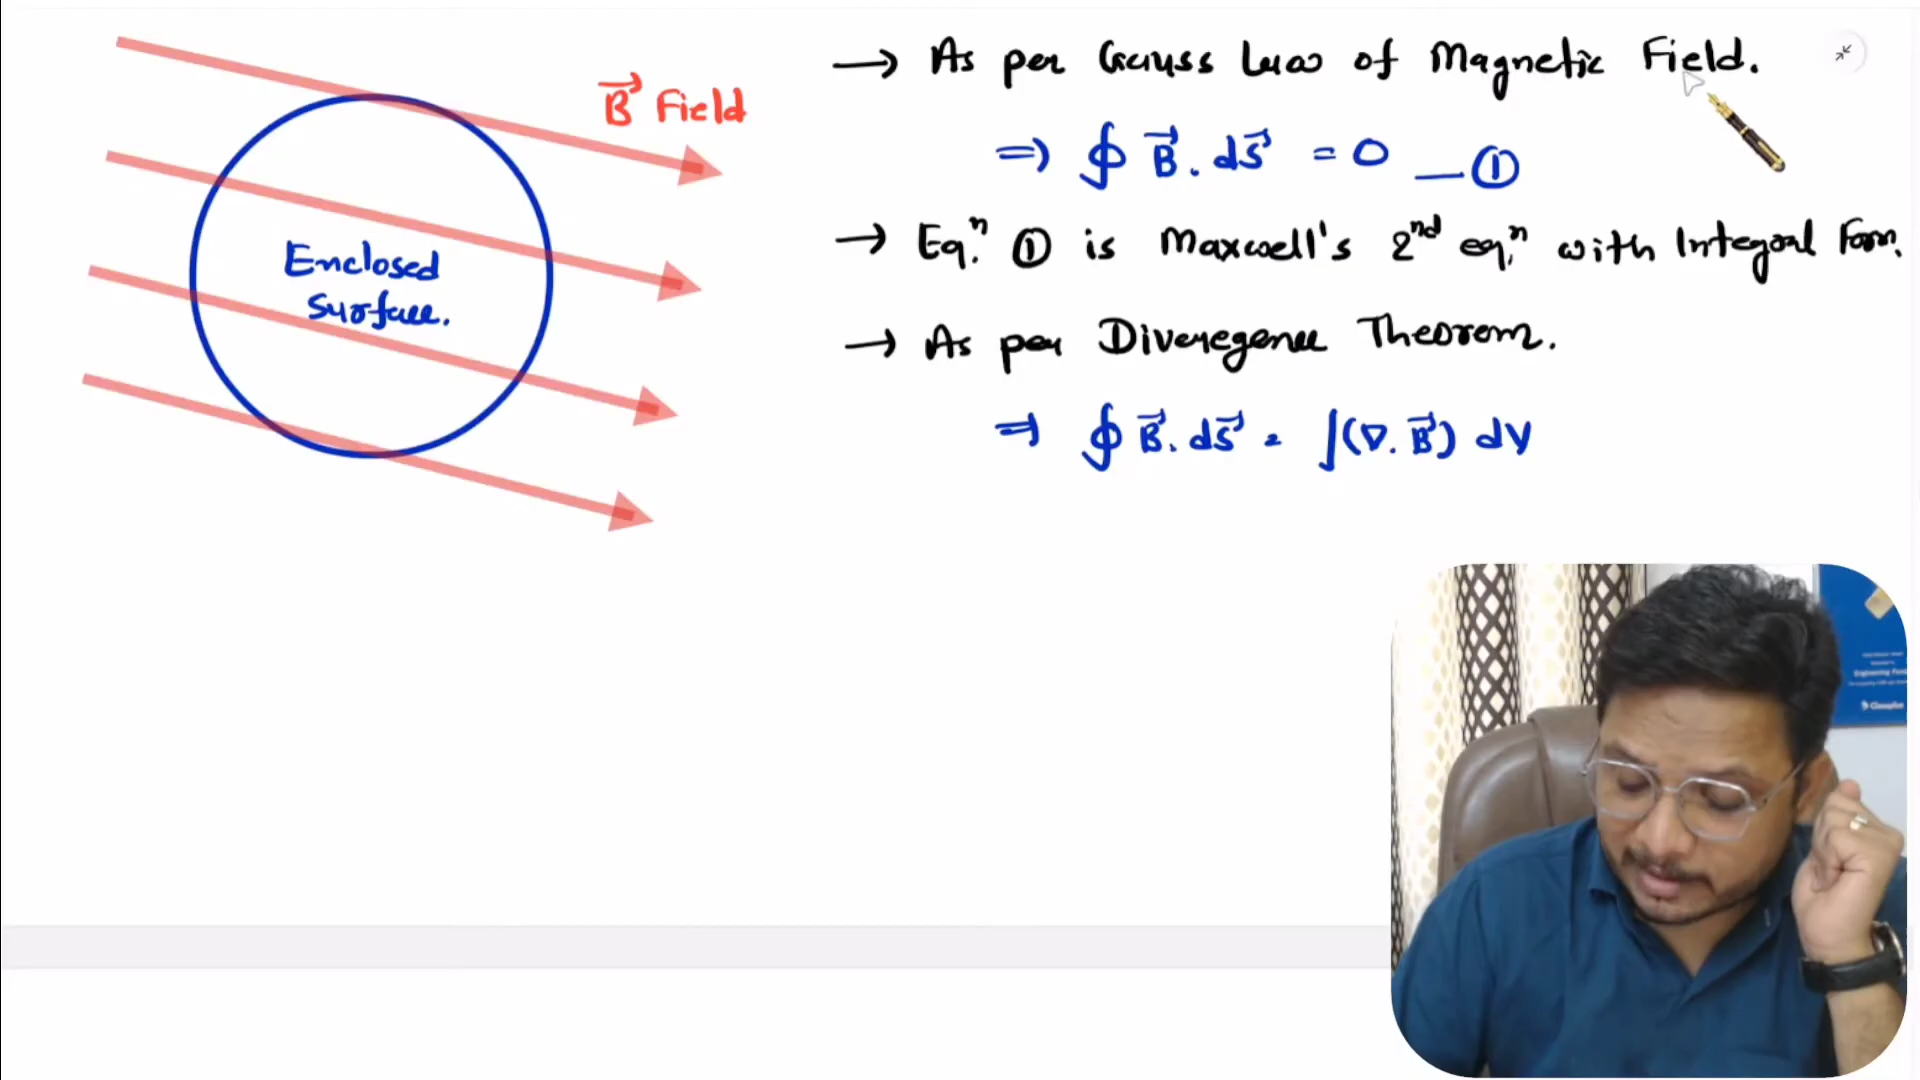 B⃗ Field
Enclosed
Surface.
→ As per Gauss Law of Magnetic Field.
⇒ ∮ B⃗ . dS⃗ = 0 — ①
→ Eqⁿ. ① is Maxwell's 2nd eqⁿ. with Integral Form.
→ As per Diveregence Theorem.
⇒ ∮ B⃗ . dS⃗ = ∫(∇. B⃗) dv